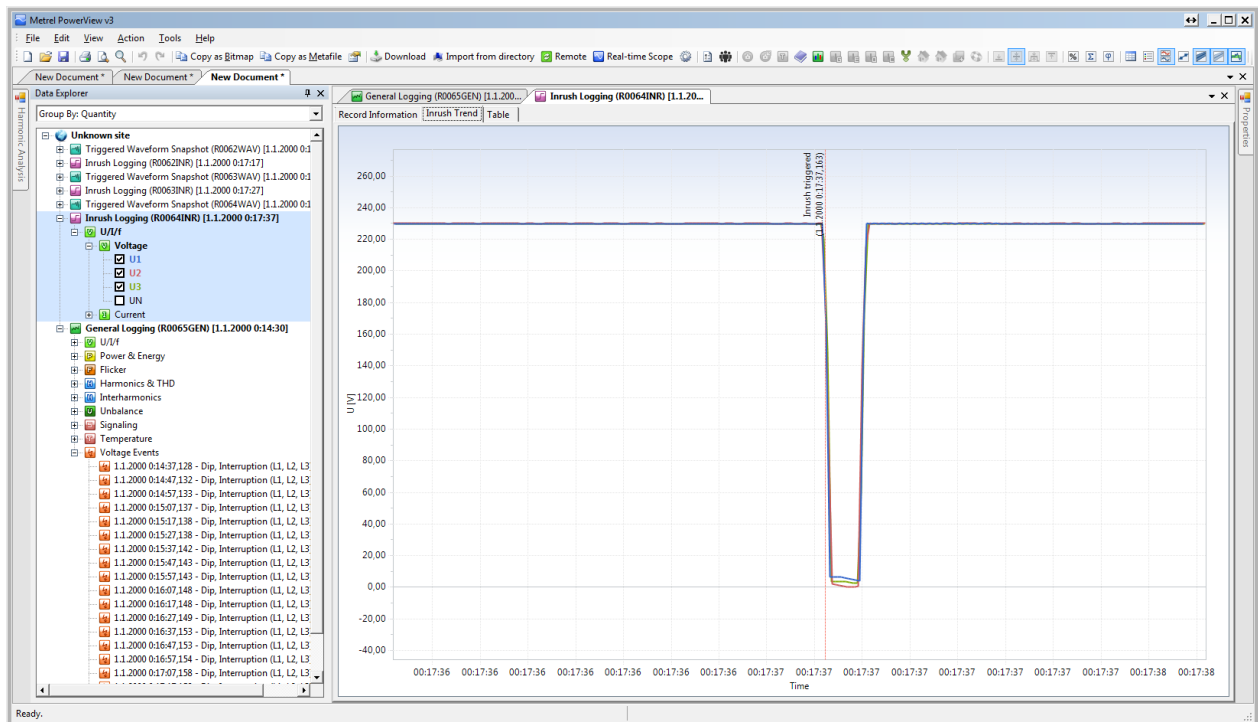 Metrel PowerView v3
File Edit View Action Tools Help
Copy as Bitmap Copy as Metafile Download Import from directory Remote Real-time Scope
New Document * New Document * New Document *
Data Explorer
Group By: Quantity
Harmonic Analysis
Unknown site
Triggered Waveform Snapshot (R0062WAV) [1.1.2000 0:1
Inrush Logging (R0062INR) [1.1.2000 0:17:17]
Triggered Waveform Snapshot (R0063WAV) [1.1.2000 0:1
Inrush Logging (R0063INR) [1.1.2000 0:17:27]
Triggered Waveform Snapshot (R0064WAV) [1.1.2000 0:1
Inrush Logging (R0064INR) [1.1.2000 0:17:37]
U/I/f
Voltage
U1
U2
U3
UN
Current
General Logging (R0065GEN) [1.1.2000 0:14:30]
U/I/f
Power & Energy
Flicker
Harmonics & THD
Interharmonics
Unbalance
Signaling
Temperature
Voltage Events
1.1.2000 0:14:37,128 - Dip, Interruption (L1, L2, L3
1.1.2000 0:14:47,132 - Dip, Interruption (L1, L2, L3
1.1.2000 0:14:57,133 - Dip, Interruption (L1, L2, L3
1.1.2000 0:15:07,137 - Dip, Interruption (L1, L2, L3
1.1.2000 0:15:17,138 - Dip, Interruption (L1, L2, L3
1.1.2000 0:15:27,138 - Dip, Interruption (L1, L2, L3
1.1.2000 0:15:37,142 - Dip, Interruption (L1, L2, L3
1.1.2000 0:15:47,143 - Dip, Interruption (L1, L2, L3
1.1.2000 0:15:57,143 - Dip, Interruption (L1, L2, L3
1.1.2000 0:16:07,148 - Dip, Interruption (L1, L2, L3
1.1.2000 0:16:17,148 - Dip, Interruption (L1, L2, L3
1.1.2000 0:16:27,149 - Dip, Interruption (L1, L2, L3
1.1.2000 0:16:37,153 - Dip, Interruption (L1, L2, L3
1.1.2000 0:16:47,153 - Dip, Interruption (L1, L2, L3
1.1.2000 0:16:57,154 - Dip, Interruption (L1, L2, L3
1.1.2000 0:17:07,158 - Dip, Interruption (L1, L2, L3
General Logging (R0065GEN) [1.1.200... Inrush Logging (R0064INR) [1.1.20...
Record Information Inrush Trend Table
Properties
Inrush triggered
(1.1.2000 0:17:37,163)
260,00
240,00
220,00
200,00
180,00
160,00
140,00
120,00
100,00
80,00
60,00
40,00
20,00
0,00
-20,00
-40,00
U [V]
00:17:36 00:17:36 00:17:36 00:17:36 00:17:36 00:17:37 00:17:37 00:17:37 00:17:37 00:17:37 00:17:37 00:17:37 00:17:37 00:17:37 00:17:37 00:17:38 00:17:38
Time
Ready.